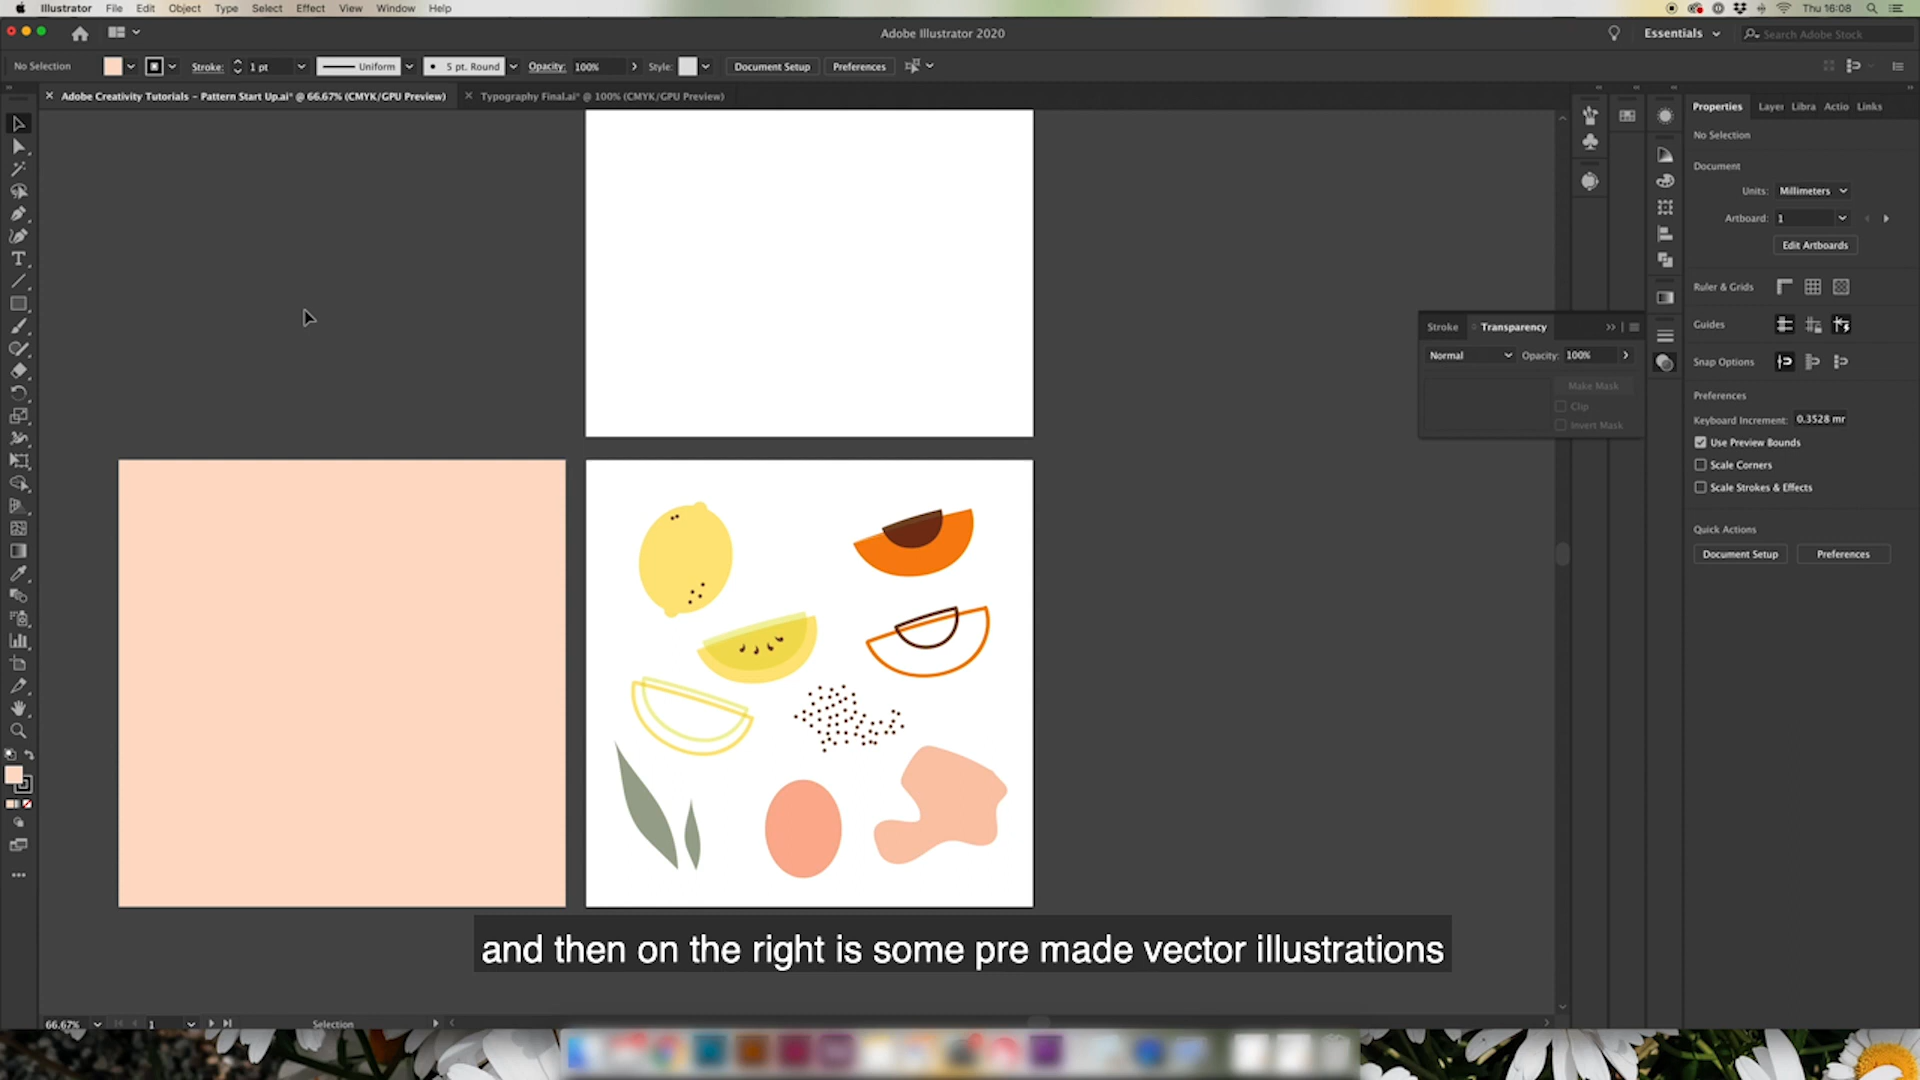 Illustrator File Edit Object Type Select Effect View Window Help
Thu 16:08
Adobe Illustrator 2020
Essentials
Search Adobe Stock
No Selection
Stroke: 1 pt
Uniform
5 pt. Round
Opacity: 100%
Style:
Document Setup
Preferences
Adobe Creativity Tutorials – Pattern Start Up.ai* @ 66.67% (CMYK/GPU Preview)
Typography Final.ai* @ 100% (CMYK/GPU Preview)
Properties Layer Libra Actio Links
No Selection
Document
Units: Millimeters
Artboard: 1
Edit Artboards
Ruler & Grids
Guides
Snap Options
Preferences
Keyboard Increment: 0.3528 mr
Use Preview Bounds
Scale Corners
Scale Strokes & Effects
Quick Actions
Document Setup
Preferences
Stroke
Transparency
Normal
Opacity: 100%
Make Mask
Clip
Invert Mask
and then on the right is some pre made vector illustrations
66.67%
1
Selection